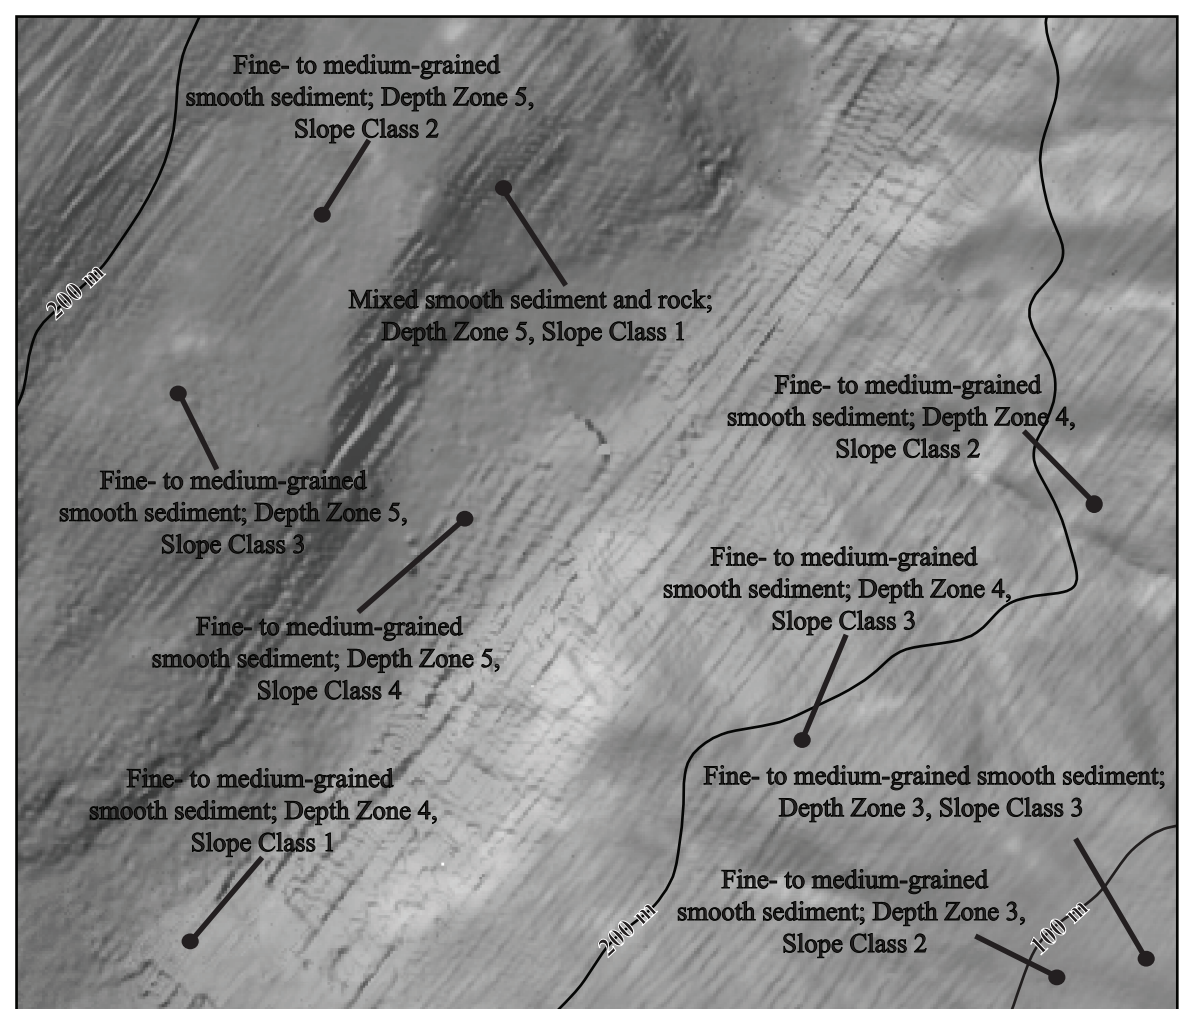 Fine- to medium-grained
smooth sediment; Depth Zone 5,
Slope Class 2
200 m
Mixed smooth sediment and rock;
Depth Zone 5, Slope Class 1
Fine- to medium-grained
smooth sediment; Depth Zone 4,
Slope Class 2
Fine- to medium-grained
smooth sediment; Depth Zone 5,
Slope Class 3
Fine- to medium-grained
smooth sediment; Depth Zone 4,
Slope Class 3
Fine- to medium-grained
smooth sediment; Depth Zone 5,
Slope Class 4
Fine- to medium-grained
smooth sediment; Depth Zone 4,
Slope Class 1
Fine- to medium-grained smooth sediment;
Depth Zone 3, Slope Class 3
Fine- to medium-grained
smooth sediment; Depth Zone 3,
Slope Class 2
200 m
100 m